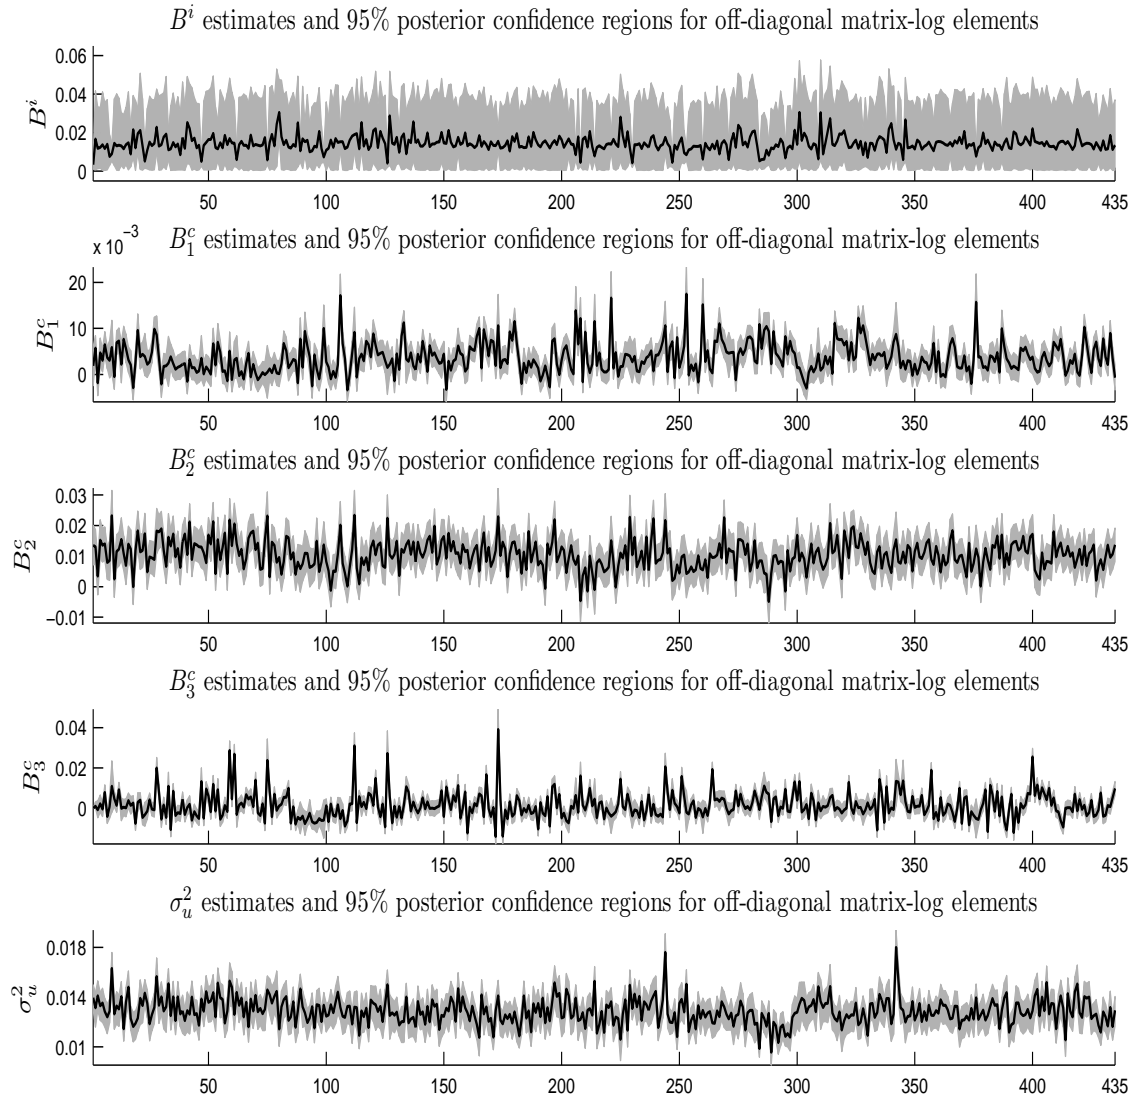 B^i estimates and 95% posterior confidence regions for off-diagonal matrix-log elements
0.06
0.04
0.02
0
B^i
50 100 150 200 250 300 350 400 435
x 10^−3
B_1^c estimates and 95% posterior confidence regions for off-diagonal matrix-log elements
20
10
0
B_1^c
50 100 150 200 250 300 350 400 435
B_2^c estimates and 95% posterior confidence regions for off-diagonal matrix-log elements
0.03
0.02
0.01
0
−0.01
B_2^c
50 100 150 200 250 300 350 400 435
B_3^c estimates and 95% posterior confidence regions for off-diagonal matrix-log elements
0.04
0.02
0
B_3^c
50 100 150 200 250 300 350 400 435
σ_u^2 estimates and 95% posterior confidence regions for off-diagonal matrix-log elements
0.018
0.014
0.01
σ_u^2
50 100 150 200 250 300 350 400 435